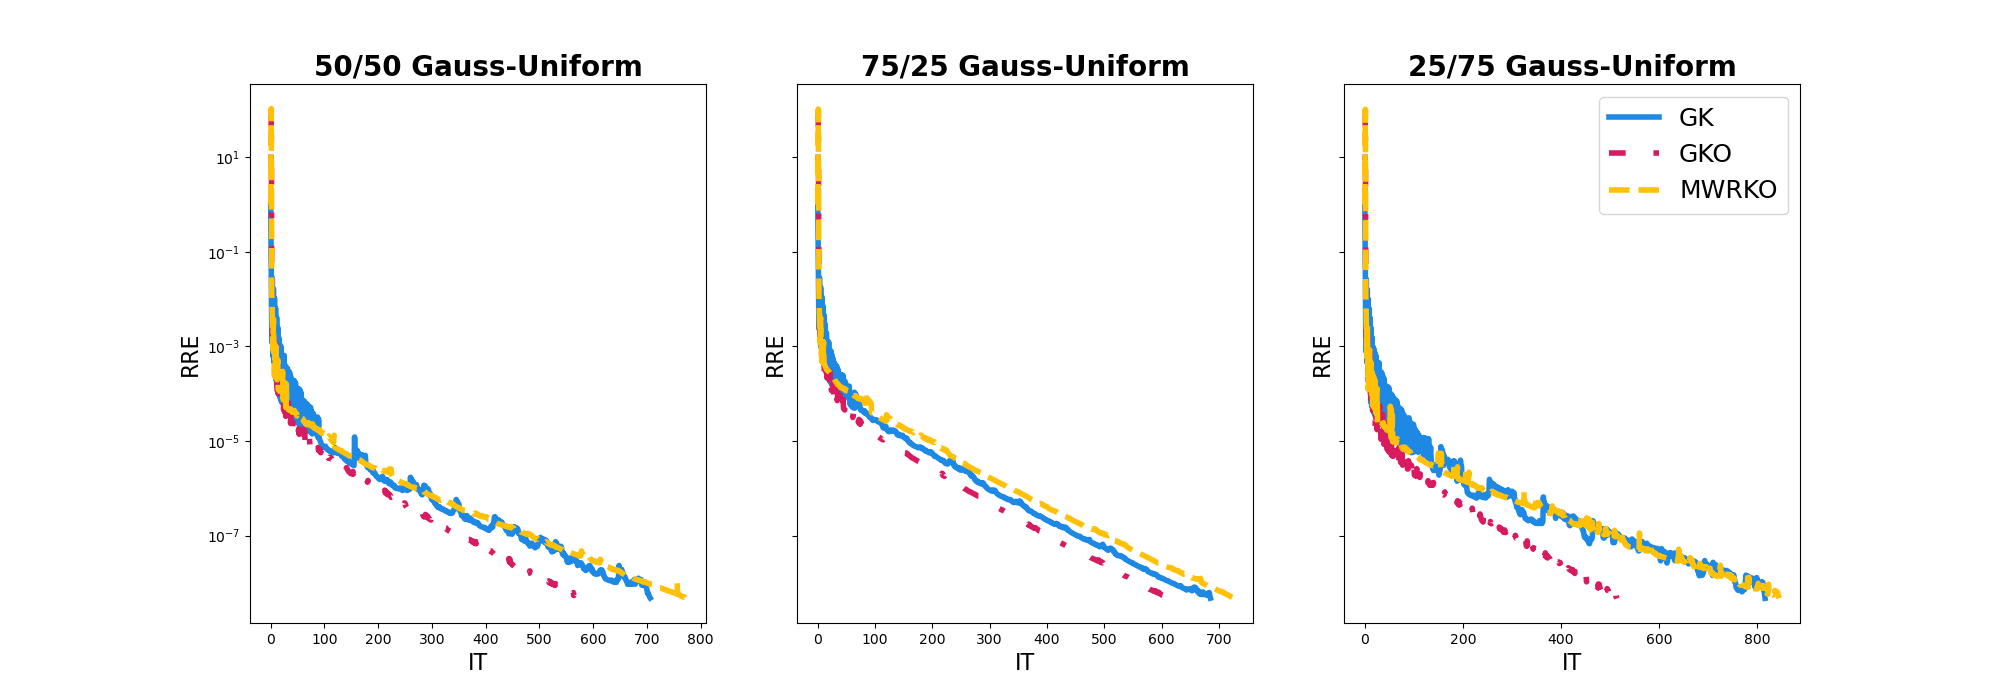 50/50 Gauss-Uniform
RRE
10¹
10⁻¹
10⁻³
10⁻⁵
10⁻⁷
0 100 200 300 400 500 600 700 800
IT
75/25 Gauss-Uniform
RRE
0 100 200 300 400 500 600 700
IT
25/75 Gauss-Uniform
GK
GKO
MWRKO
RRE
0 200 400 600 800
IT